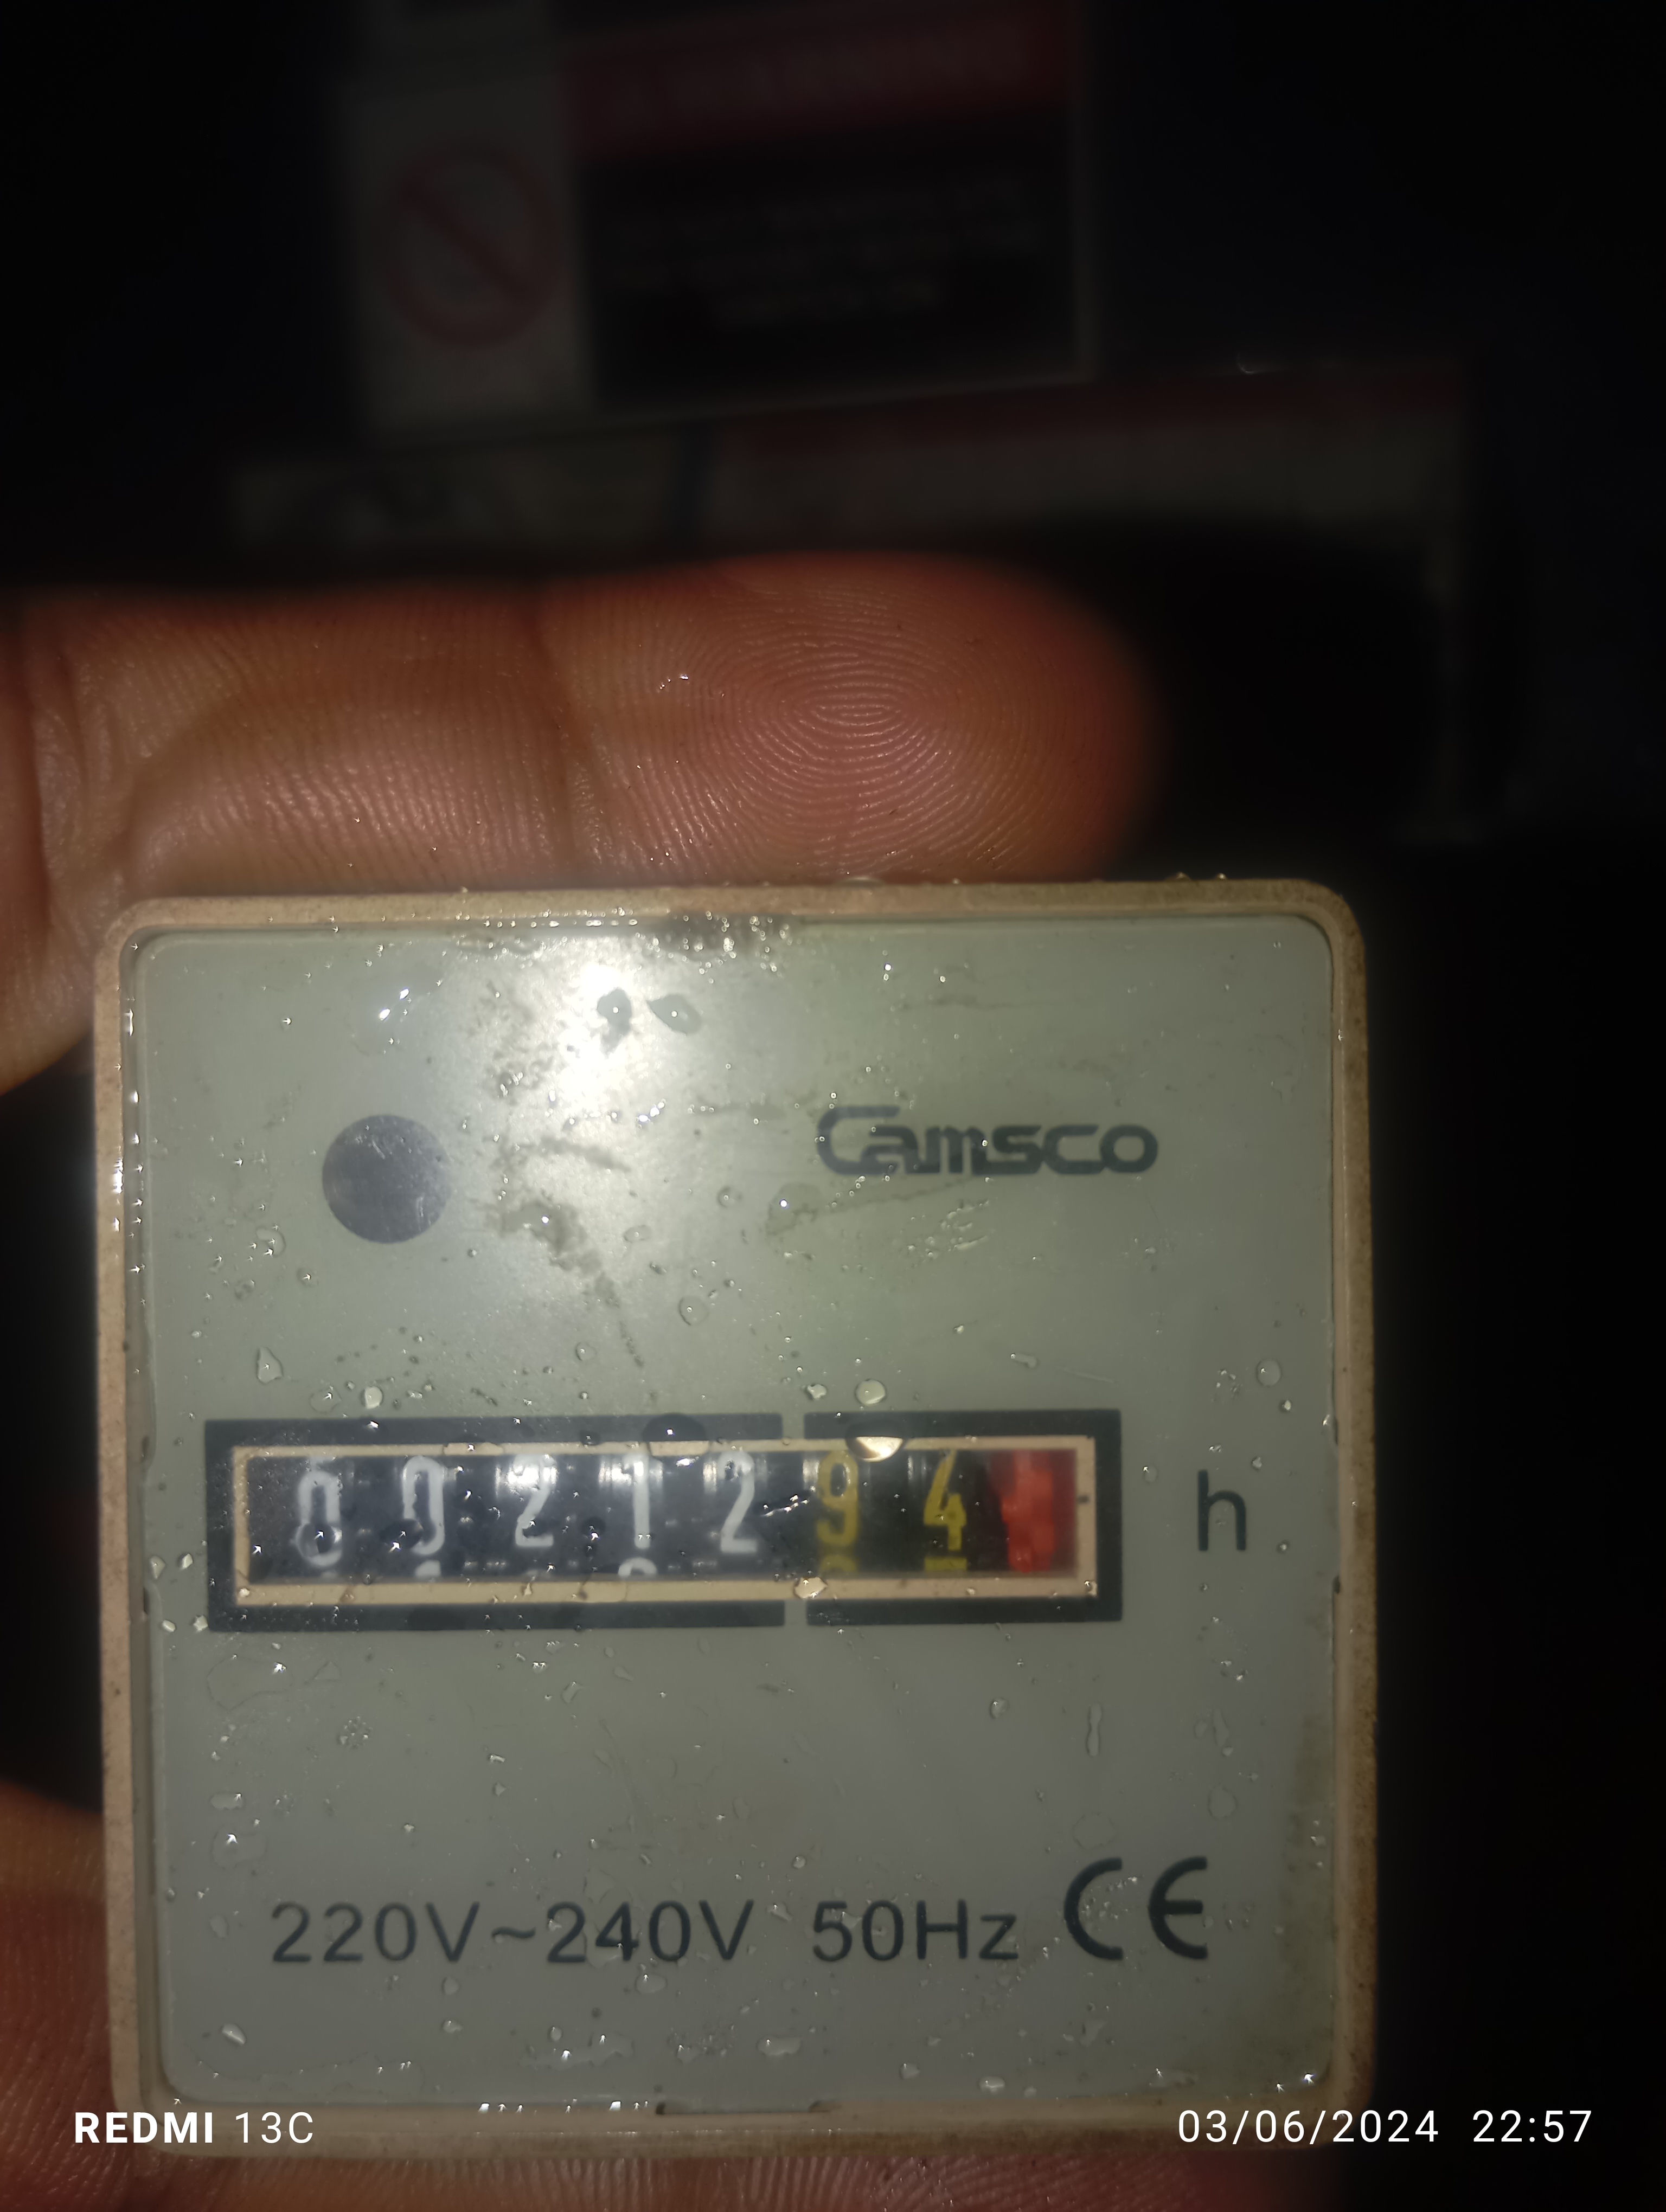 Camsco
0021294 h
220V~240V 50Hz CE
REDMI 13C
03/06/2024 22:57